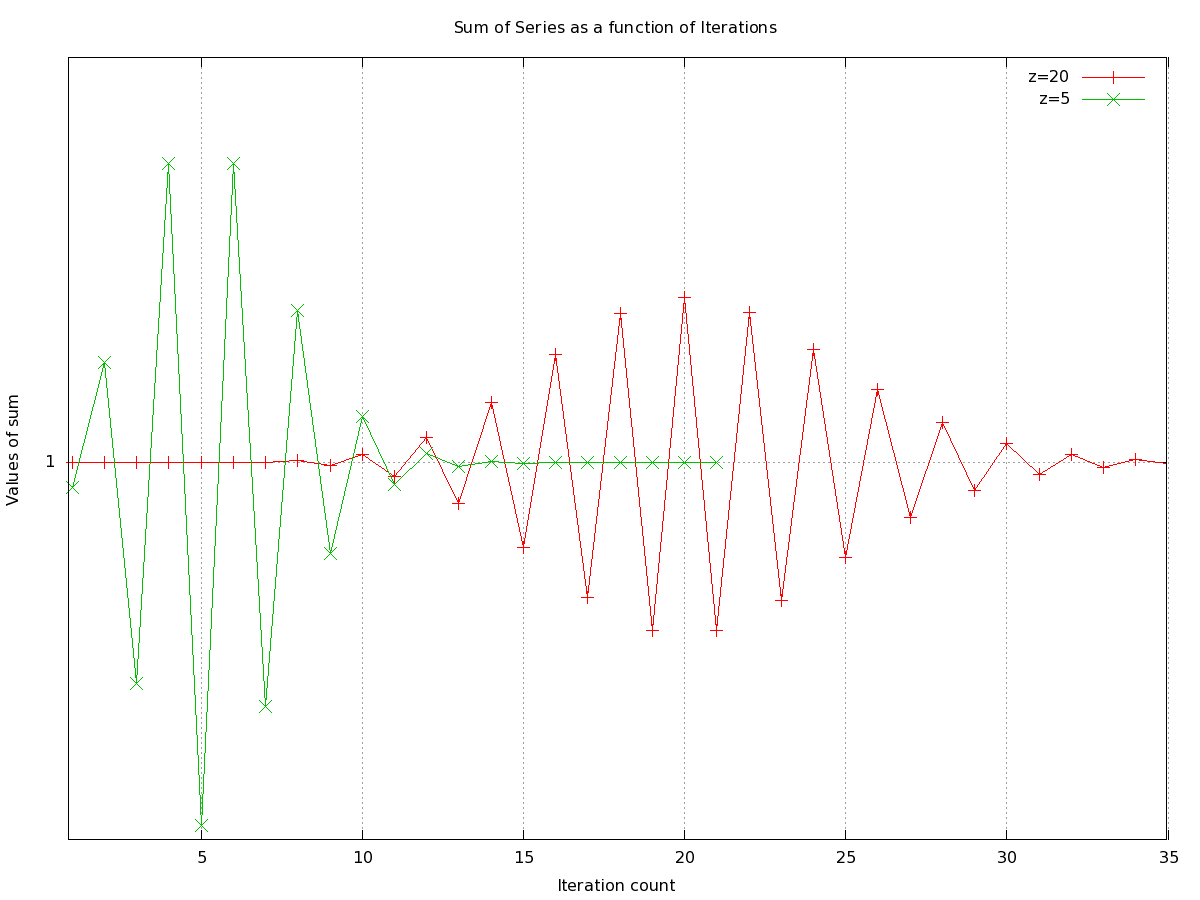 Sum of Series as a function of Iterations
z=20
z=5
Values of sum
1
5 10 15 20 25 30 35
Iteration count